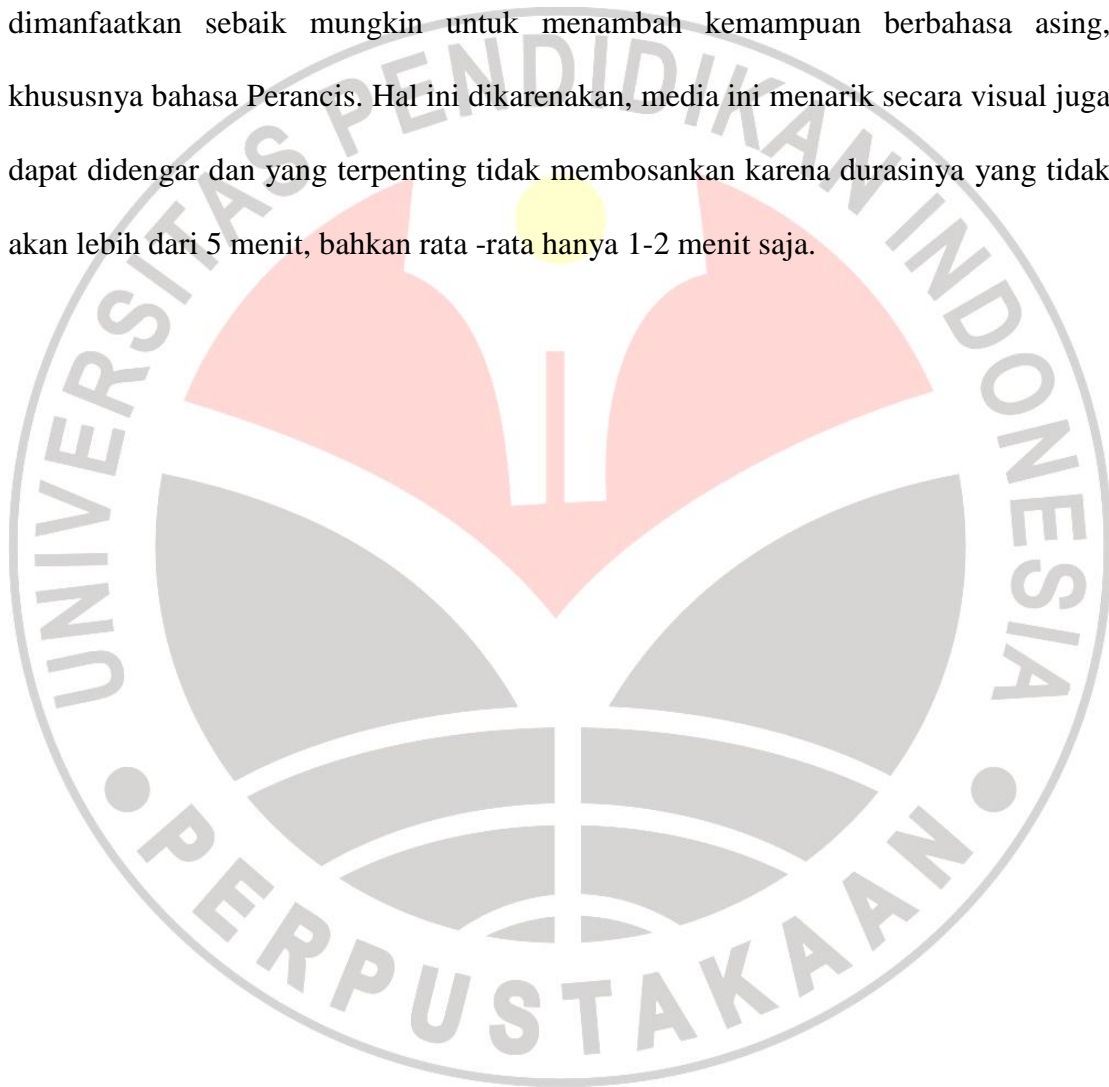 dimanfaatkan sebaik mungkin untuk menambah kemampuan berbahasa asing,
khususnya bahasa Perancis. Hal ini dikarenakan, media ini menarik secara visual juga
dapat didengar dan yang terpenting tidak membosankan karena durasinya yang tidak
akan lebih dari 5 menit, bahkan rata -rata hanya 1-2 menit saja.
UNIVERSITAS PENDIDIKAN INDONESIA
PERPUSTAKAAN